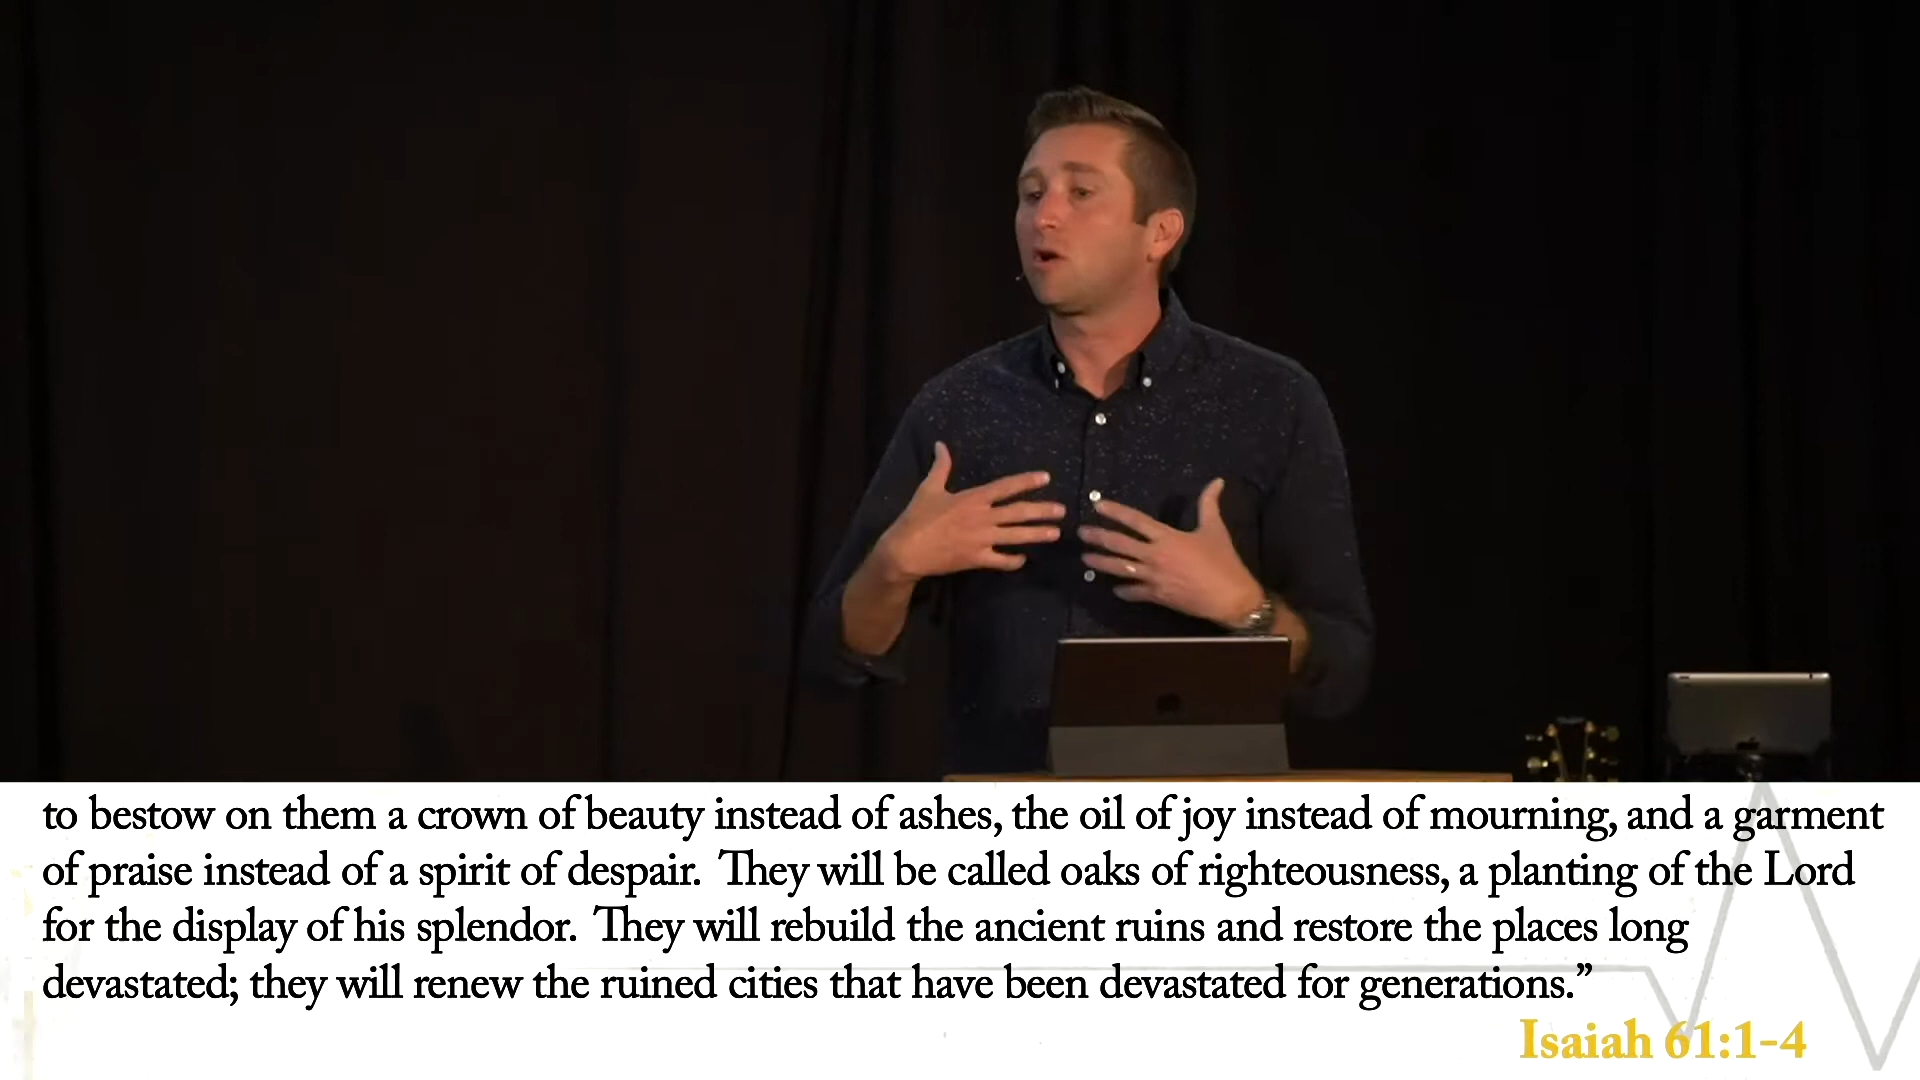 to bestow on them a crown of beauty instead of ashes, the oil of joy instead of mourning, and a garment
of praise instead of a spirit of despair. They will be called oaks of righteousness, a planting of the Lord
for the display of his splendor. They will rebuild the ancient ruins and restore the places long
devastated; they will renew the ruined cities that have been devastated for generations.”
Isaiah 61:1-4